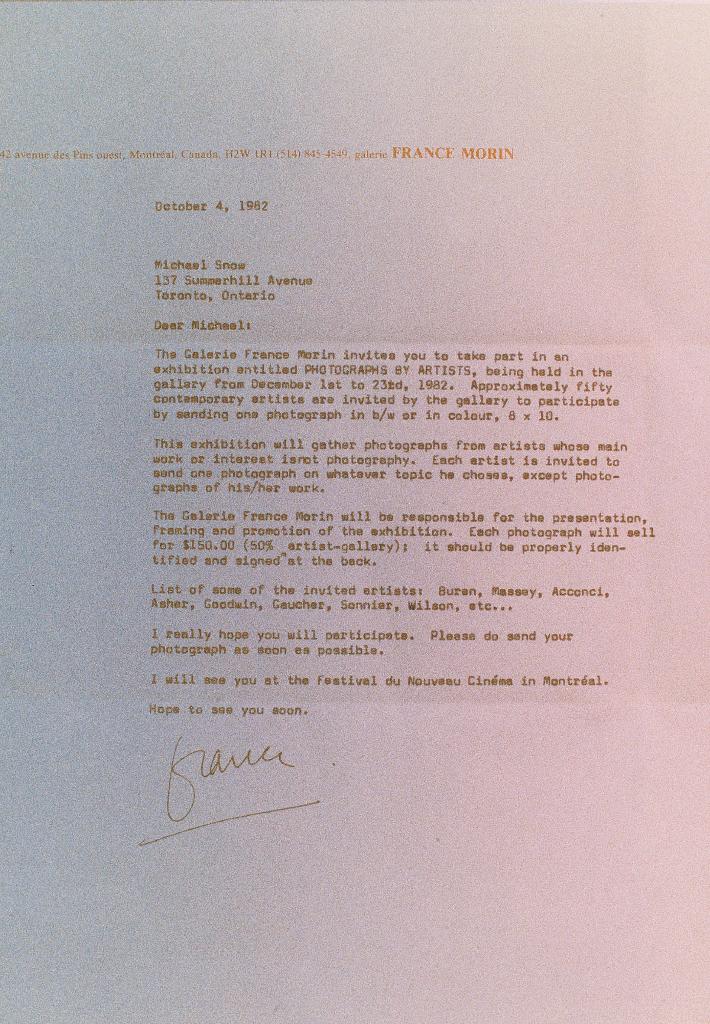 42 avenue des Pins ouest, Montréal, Canada, H2W 1R1 (514) 845-4549, galerie FRANCE MORIN
October 4, 1982
Michael Snow
137 Summerhill Avenue
Toronto, Ontario
Dear Michael:
The Galerie France Morin invites you to take part in an
exhibition entitled PHOTOGRAPHS BY ARTISTS, being held in the
gallery from December 1st to 23rd, 1982. Approximately fifty
contemporary artists are invited by the gallery to participate
by sending one photograph in b/w or in colour, 8 x 10.
This exhibition will gather photographs from artists whose main
work or interest isnot photography. Each artist is invited to
send one photograph on whatever topic he choses, except photo-
graphs of his/her work.
The Galerie France Morin will be responsible for the presentation,
framing and promotion of the exhibition. Each photograph will sell
for $150.00 (50% artist-gallery); it should be properly iden-
tified and signed at the back.
List of some of the invited artists: Buren, Massey, Acconci,
Asher, Goodwin, Gaucher, Sonnier, Wilson, etc...
I really hope you will participate. Please do send your
photograph as soon as possible.
I will see you at the Festival du Nouveau Cinéma in Montréal.
Hope to see you soon.
France